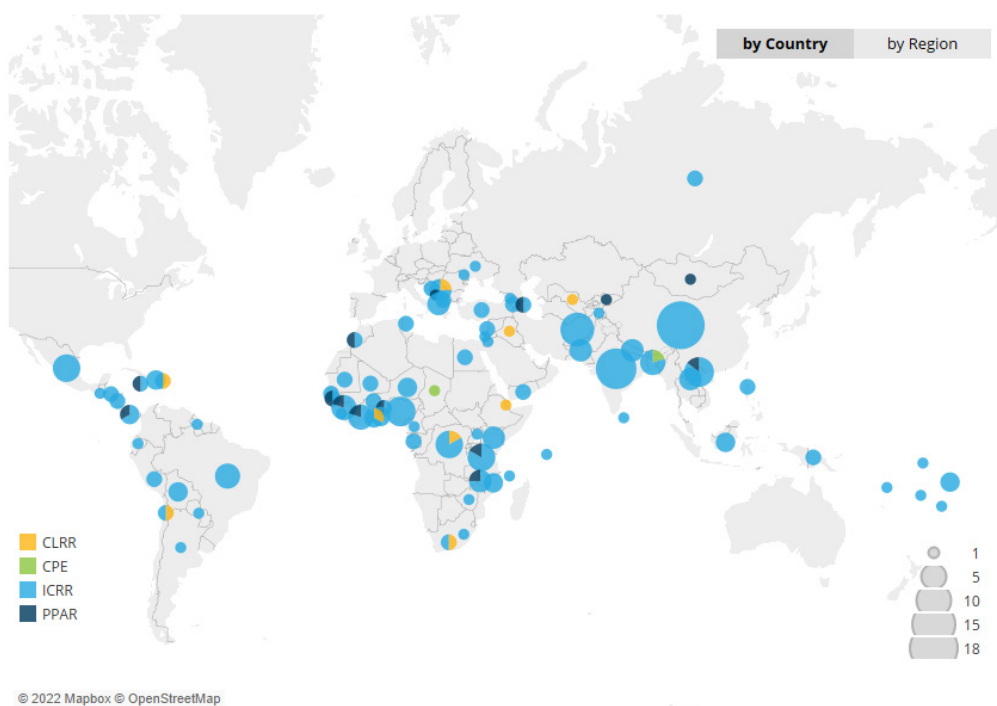 by Country by Region
CLRR
CPE
ICRR
PPAR
1
5
10
15
18
© 2022 Mapbox © OpenStreetMap